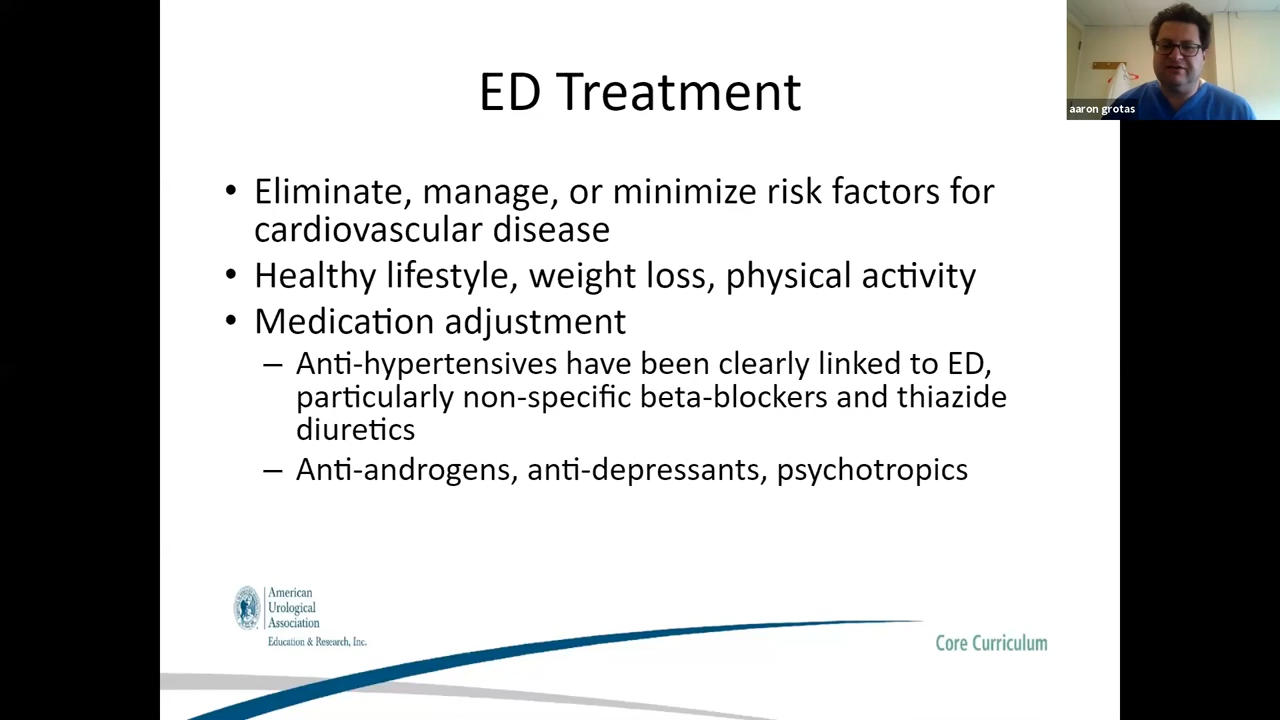 ED Treatment
aaron grotas
• Eliminate, manage, or minimize risk factors for
cardiovascular disease
• Healthy lifestyle, weight loss, physical activity
• Medication adjustment
– Anti-hypertensives have been clearly linked to ED,
particularly non-specific beta-blockers and thiazide
diuretics
– Anti-androgens, anti-depressants, psychotropics
American
Urological
Association
Education & Research, Inc.
Core Curriculum